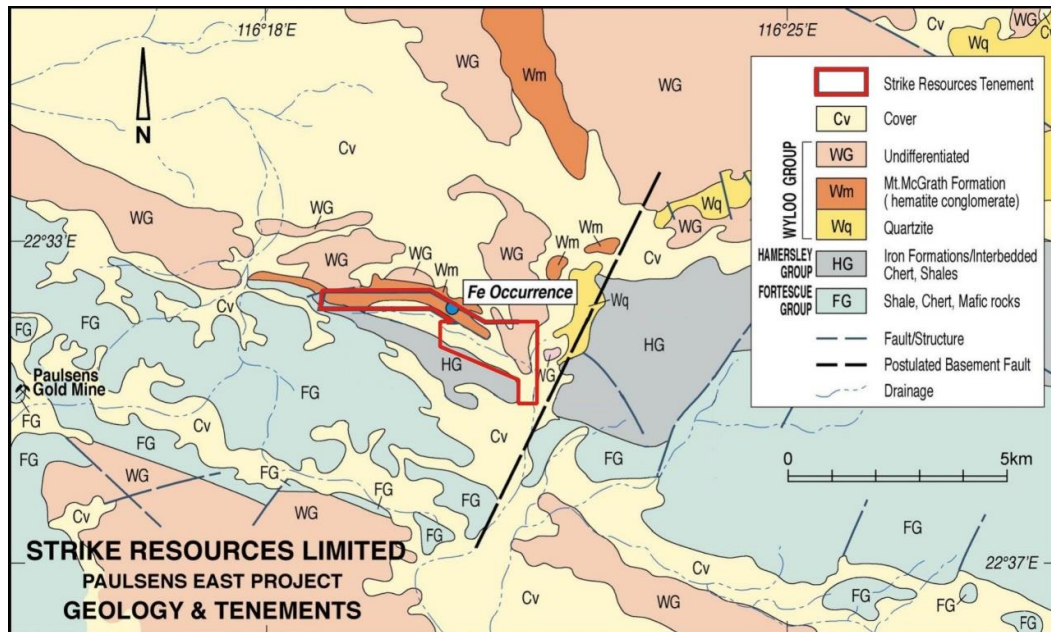 116°18'E
116°25'E
Cv
WG
Wq
Cv
WG
Wm
WG
N
Cv
WG
WG
Wq
WG
22°33'E
WG
WG
Wm
Wm
Wm
Cv
Cv
Fe Occurrence
Wq
FG
FG
HG
WG
HG
Paulsens
Gold Mine
FG
FG
FG
Cv
Cv
FG
WG
FG
FG
FG
FG
Cv
WG
FG
FG
STRIKE RESOURCES LIMITED
PAULSENS EAST PROJECT
GEOLOGY & TENEMENTS
22°37'E
Cv
WG
Cv
FG
FG
FG
Strike Resources Tenement
Cv Cover
WYLOO GROUP
WG Undifferentiated
Wm Mt.McGrath Formation
( hematite conglomerate)
Wq Quartzite
HAMERSLEY
GROUP
HG Iron Formations/Interbedded
Chert, Shales
FORTESCUE
GROUP
FG Shale, Chert, Mafic rocks
Fault/Structure
Postulated Basement Fault
Drainage
0 5km